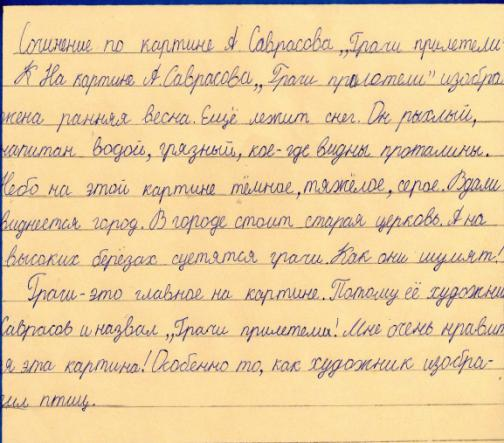 Сочинение по картине А Саврасова „Грачи прилетели
К На картине А. Саврасова „Грачи прилетели" изобра
жена ранняя весна. Ещё лежит снег. Он рыхлый,
напитан водой, грязный, кое-где видны проталины.
Небо на этой картине тёмное, тяжёлое, серое. Вдали
виднеется город. В городе стоит старая церковь. А на
высоких берёзах суетятся грачи. Как они шумят!
Грачи-это главное на картине. Потому её художни
Саврасов и назвал „Грачи прилетели! Мне очень нравит
я эта картина! Особенно то, как художник изобра-
зил птиц.